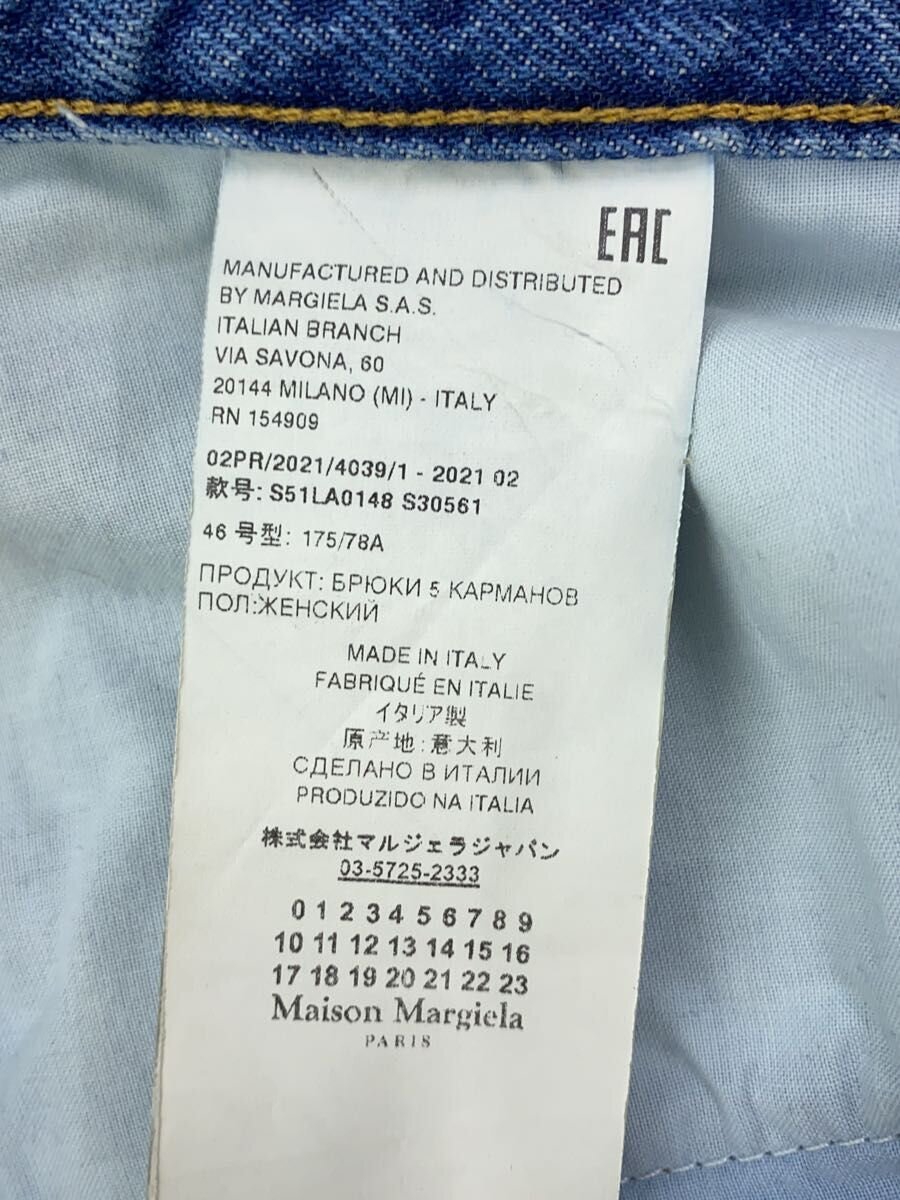 EAC
MANUFACTURED AND DISTRIBUTED
BY MARGIELA S.A.S.
ITALIAN BRANCH
VIA SAVONA, 60
20144 MILANO (MI) - ITALY
RN 154909
02PR/2021/4039/1 - 2021 02
款号: S51LA0148 S30561
46 号型: 175/78A
ПРОДУКТ: БРЮКИ 5 КАРМАНОВ
ПОЛ:ЖЕНСКИЙ
MADE IN ITALY
FABRIQUÉ EN ITALIE
イタリア製
原产地:意大利
СДЕЛАНО В ИТАЛИИ
PRODUZIDO NA ITALIA
株式会社マルジェラジャパン
03-5725-2333
0 1 2 3 4 5 6 7 8 9
10 11 12 13 14 15 16
17 18 19 20 21 22 23
Maison Margiela
PARIS